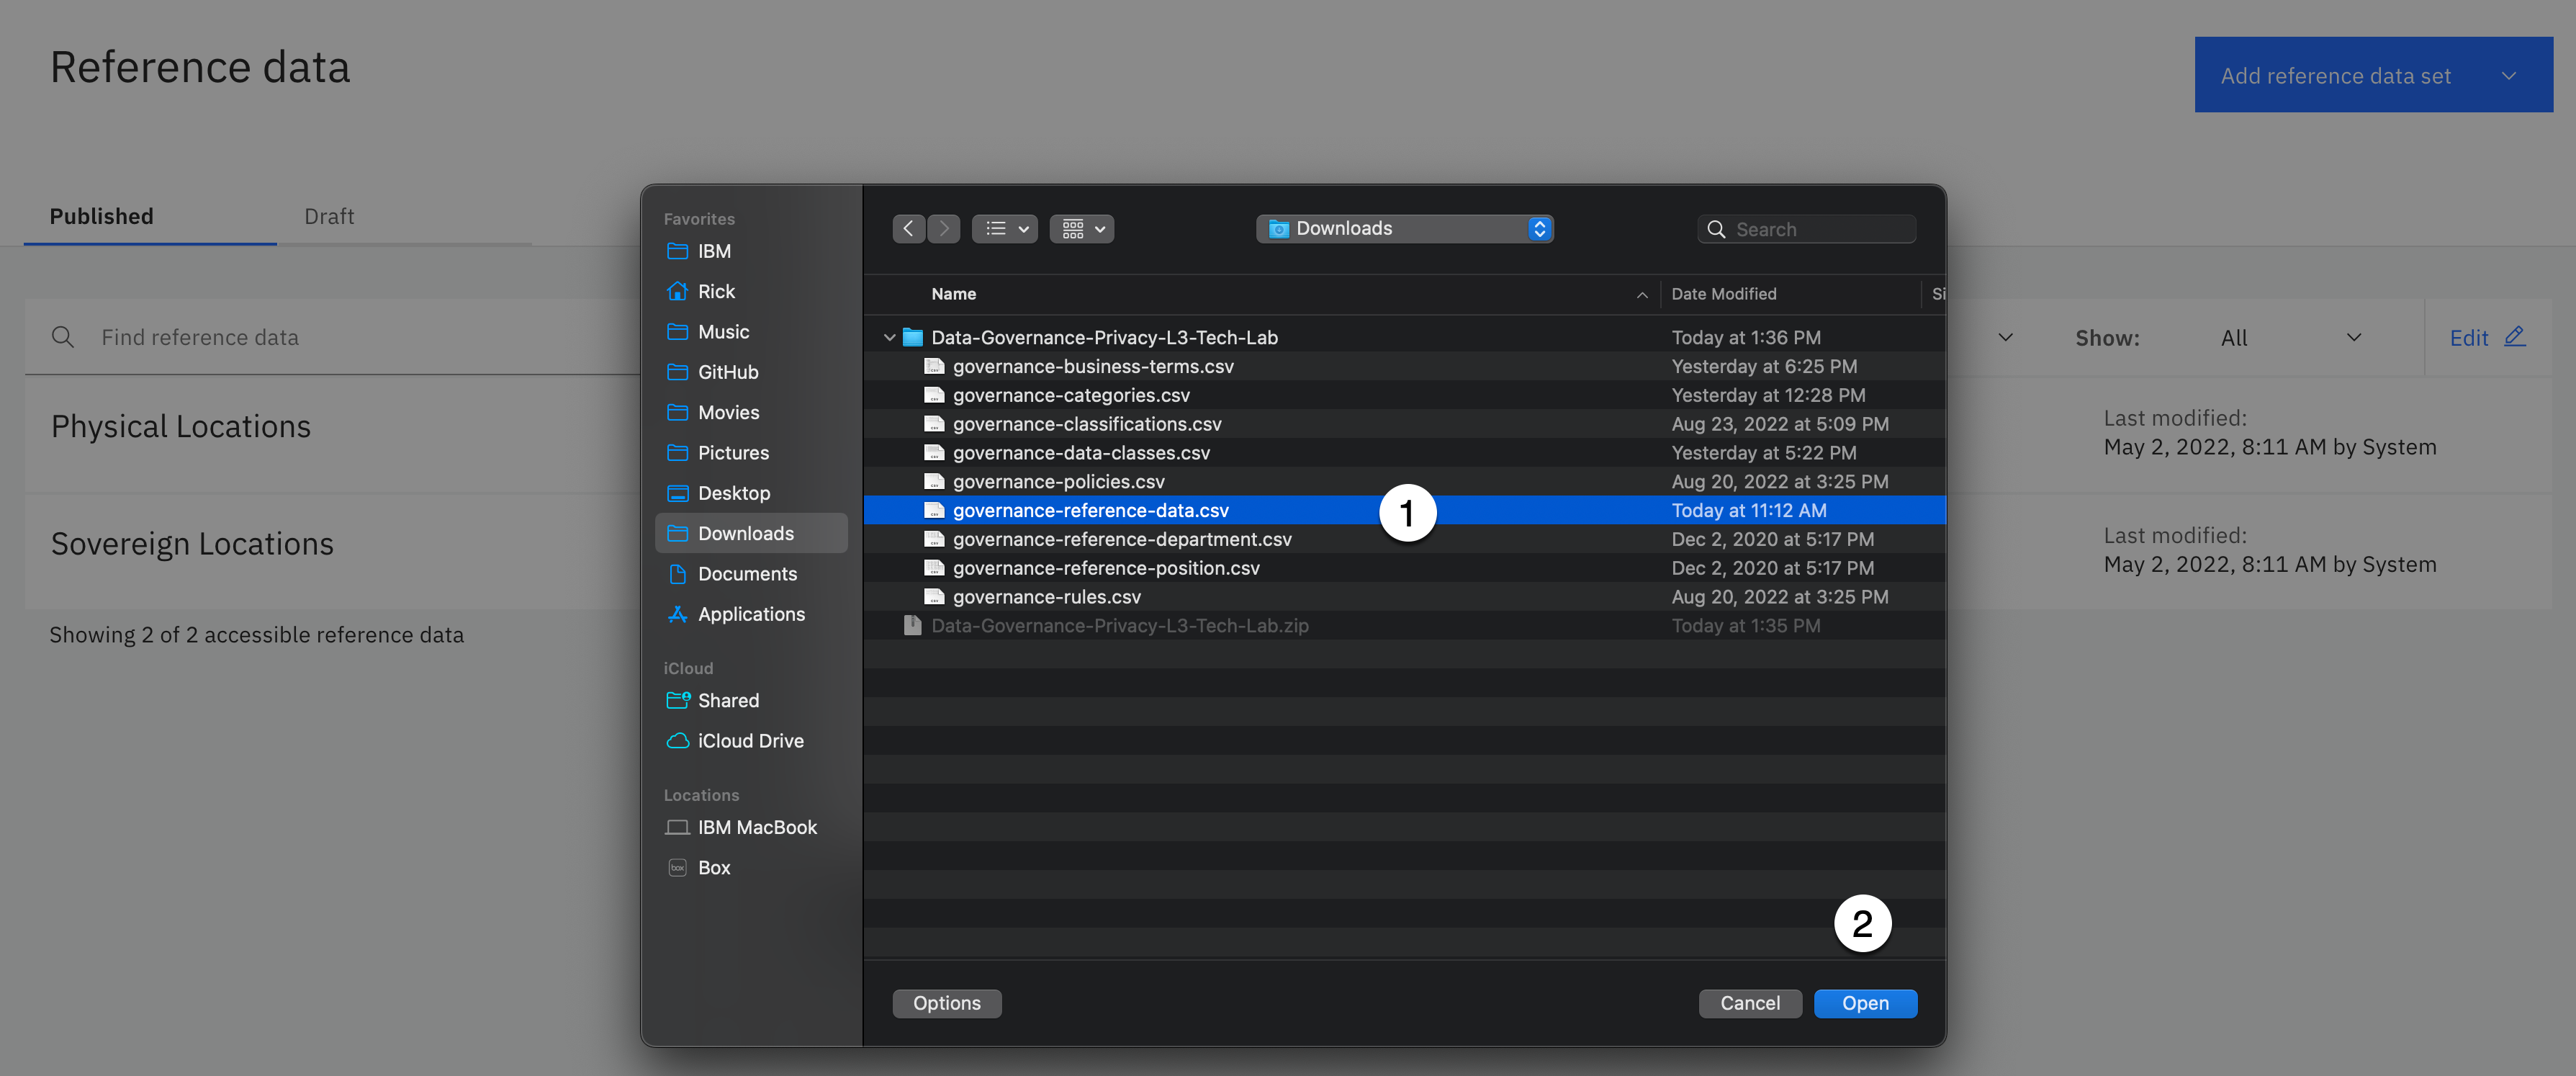 Reference data
Add reference data set
Published
Draft
Find reference data
Show:
All
Edit
Physical Locations
Last modified:
May 2, 2022, 8:11 AM by System
Sovereign Locations
Last modified:
May 2, 2022, 8:11 AM by System
Showing 2 of 2 accessible reference data
Favorites
IBM
Rick
Music
GitHub
Movies
Pictures
Desktop
Downloads
Documents
Applications
iCloud
Shared
iCloud Drive
Locations
IBM MacBook
box
Box
Downloads
Search
Name
Date Modified
Si
Data-Governance-Privacy-L3-Tech-Lab
Today at 1:36 PM
governance-business-terms.csv
Yesterday at 6:25 PM
governance-categories.csv
Yesterday at 12:28 PM
governance-classifications.csv
Aug 23, 2022 at 5:09 PM
governance-data-classes.csv
Yesterday at 5:22 PM
governance-policies.csv
Aug 20, 2022 at 3:25 PM
governance-reference-data.csv
1
Today at 11:12 AM
governance-reference-department.csv
Dec 2, 2020 at 5:17 PM
governance-reference-position.csv
Dec 2, 2020 at 5:17 PM
governance-rules.csv
Aug 20, 2022 at 3:25 PM
Data-Governance-Privacy-L3-Tech-Lab.zip
Today at 1:35 PM
2
Options
Cancel
Open